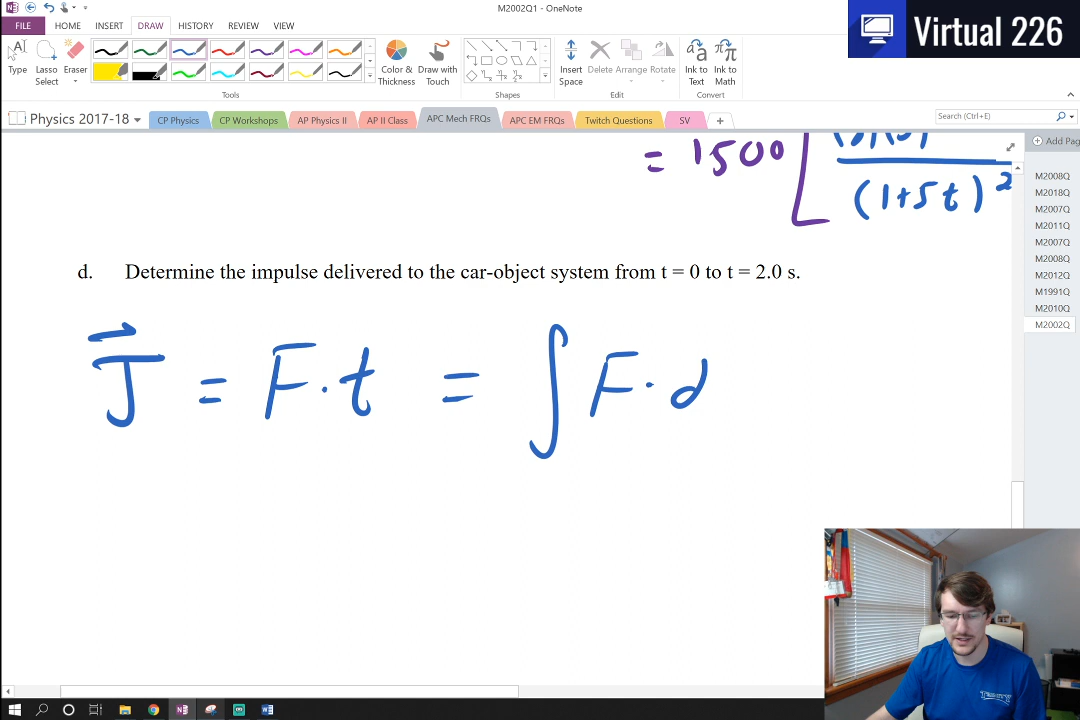 M2002Q1 - OneNote
Virtual 226
FILE HOME INSERT DRAW HISTORY REVIEW VIEW
Type
Lasso Select
Eraser
Color & Thickness
Draw with Touch
Insert Space
Delete
Arrange
Rotate
Ink to Text
Ink to Math
Tools
Shapes
Edit
Convert
Physics 2017-18
CP Physics
CP Workshops
AP Physics II
AP II Class
APC Mech FRQs
APC EM FRQs
Twitch Questions
SV
Search (Ctrl+E)
Add Pag
= 1500
(1+5t)²
M2008Q
M2018Q
M2007Q
M2011Q
M2007Q
M2008Q
M2012Q
M1991Q
M2010Q
M2002Q
d. Determine the impulse delivered to the car-object system from t = 0 to t = 2.0 s.
J = F·t = ∫F·d